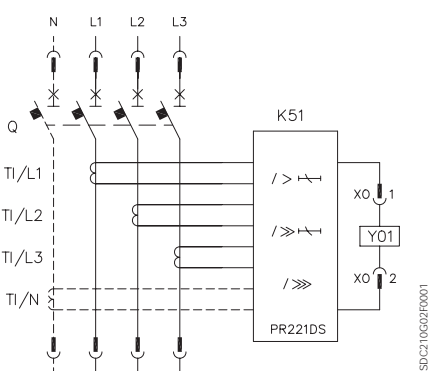 N L1 L2 L3
K51
Q
TI/L1
/ >
X0 1
TI/L2
/ >>
Y01
TI/L3
X0 2
/ >>>
TI/N
PR221DS
SDC210G02F0001